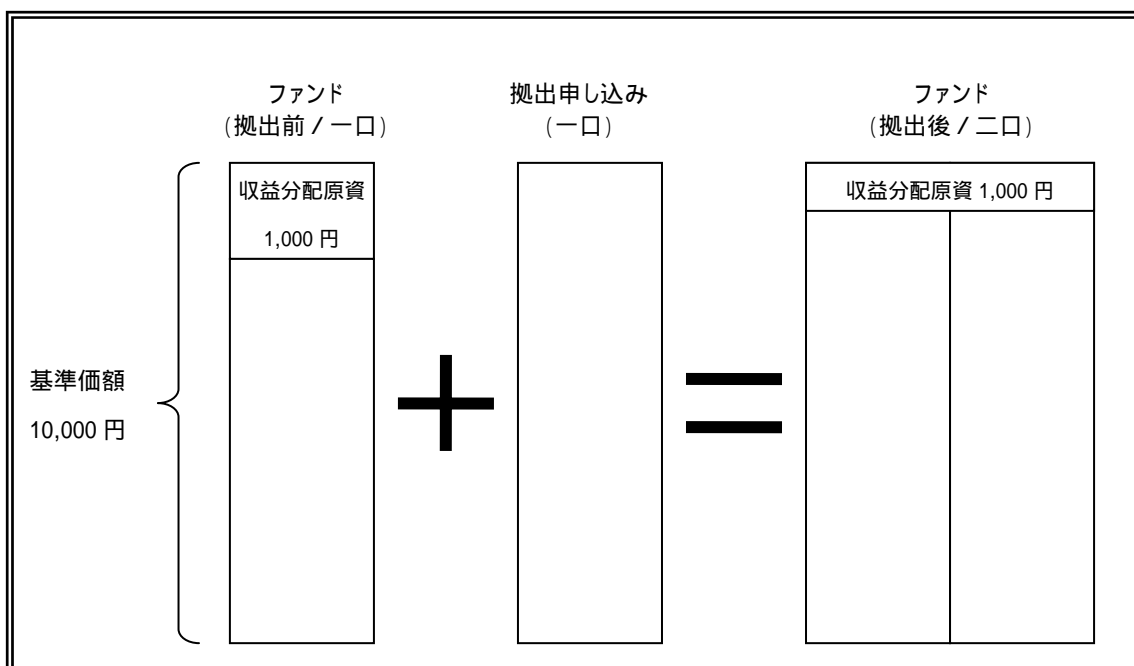 ファンド
(拠出前 / 一口)
拠出申し込み
(一口)
ファンド
(拠出後 / 二口)
収益分配原資
1,000 円
収益分配原資 1,000 円
基準価額
10,000 円